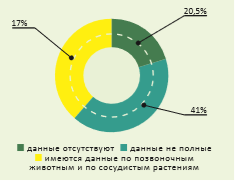 20,5%
17%
41%
данные отсутствуют данные не полные
имеются данные по позвоночным
животным и по сосудистым растениям